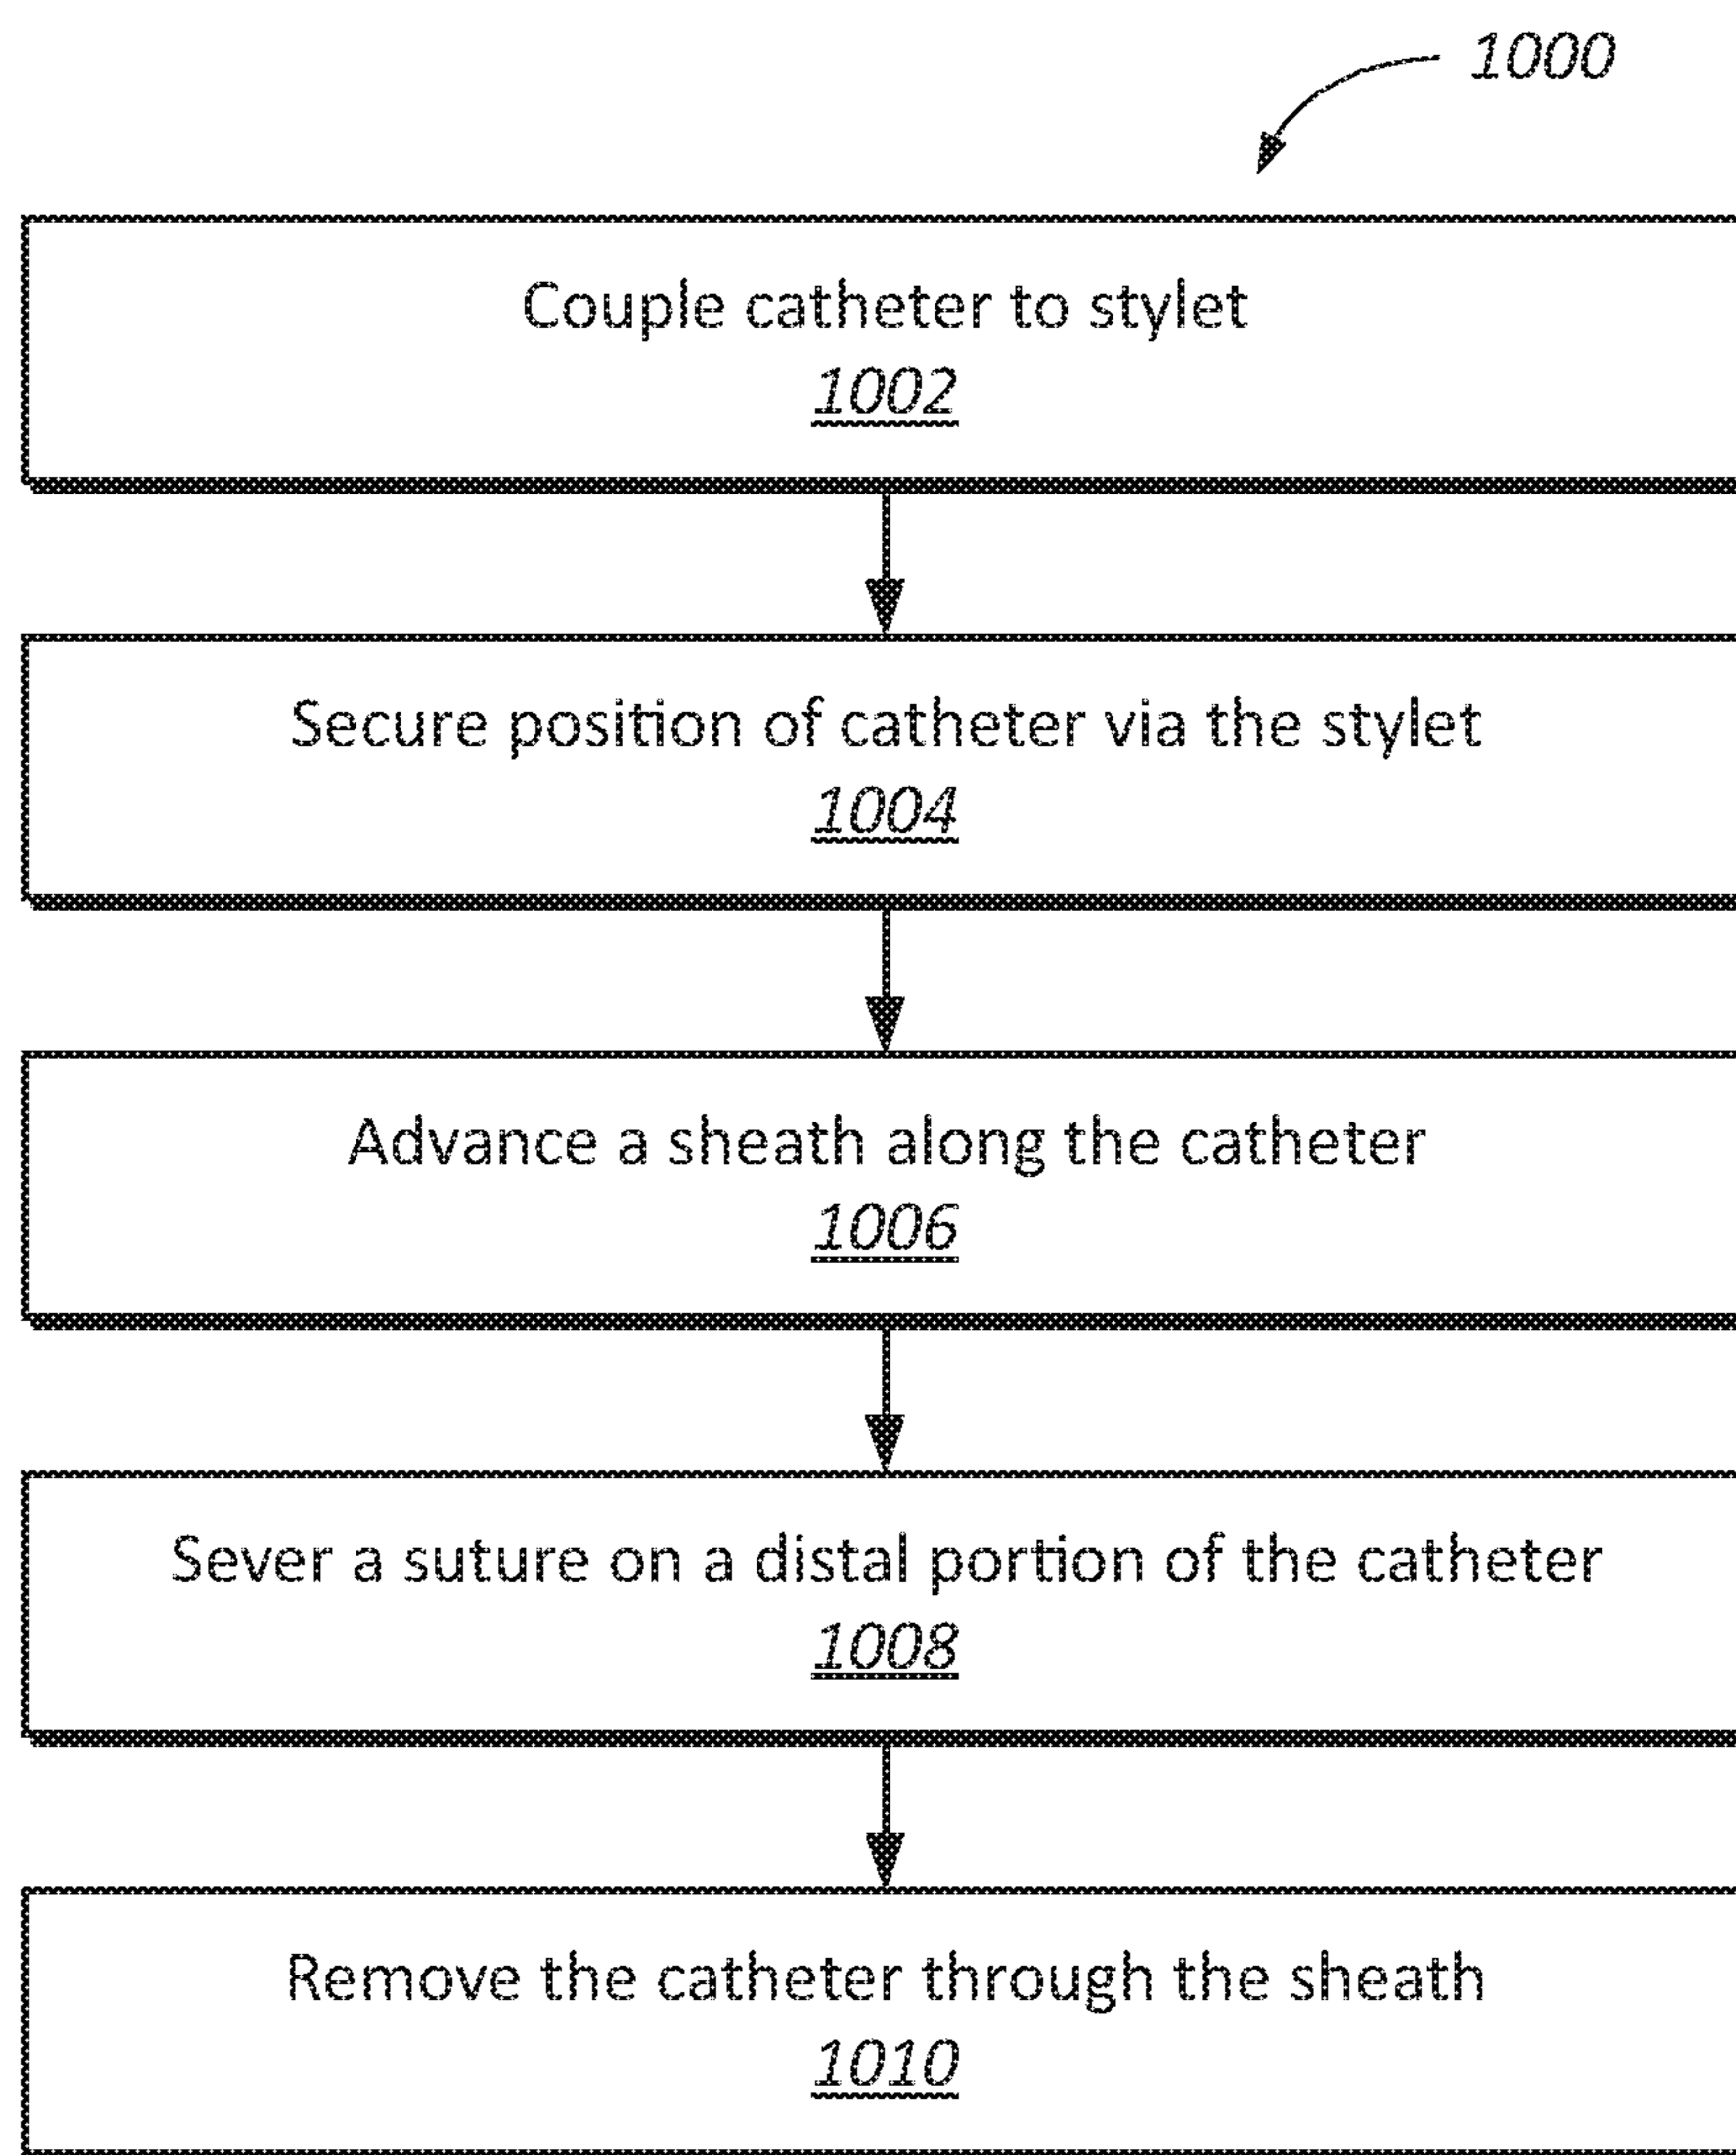 1000
Couple catheter to stylet
1002
Secure position of catheter via the stylet
1004
Advance a sheath along the catheter
1006
Sever a suture on a distal portion of the catheter
1008
Remove the catheter through the sheath
1010